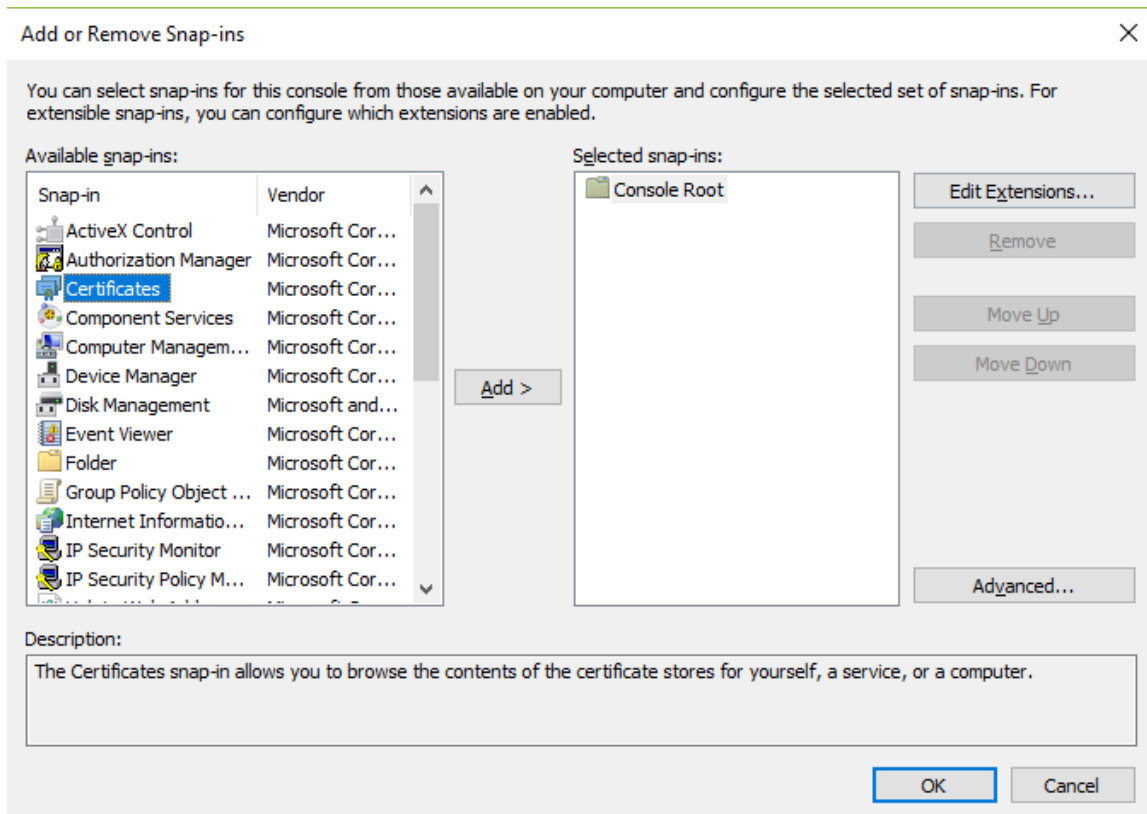 Add or Remove Snap-ins
You can select snap-ins for this console from those available on your computer and configure the selected set of snap-ins. For
extensible snap-ins, you can configure which extensions are enabled.
Available snap-ins:
Snap-in Vendor
ActiveX Control Microsoft Cor...
Authorization Manager Microsoft Cor...
Certificates Microsoft Cor...
Component Services Microsoft Cor...
Computer Managem... Microsoft Cor...
Device Manager Microsoft Cor...
Disk Management Microsoft and...
Event Viewer Microsoft Cor...
Folder Microsoft Cor...
Group Policy Object ... Microsoft Cor...
Internet Informatio... Microsoft Cor...
IP Security Monitor Microsoft Cor...
IP Security Policy M... Microsoft Cor...
Add >
Selected snap-ins:
Console Root
Edit Extensions...
Remove
Move Up
Move Down
Advanced...
Description:
The Certificates snap-in allows you to browse the contents of the certificate stores for yourself, a service, or a computer.
OK
Cancel